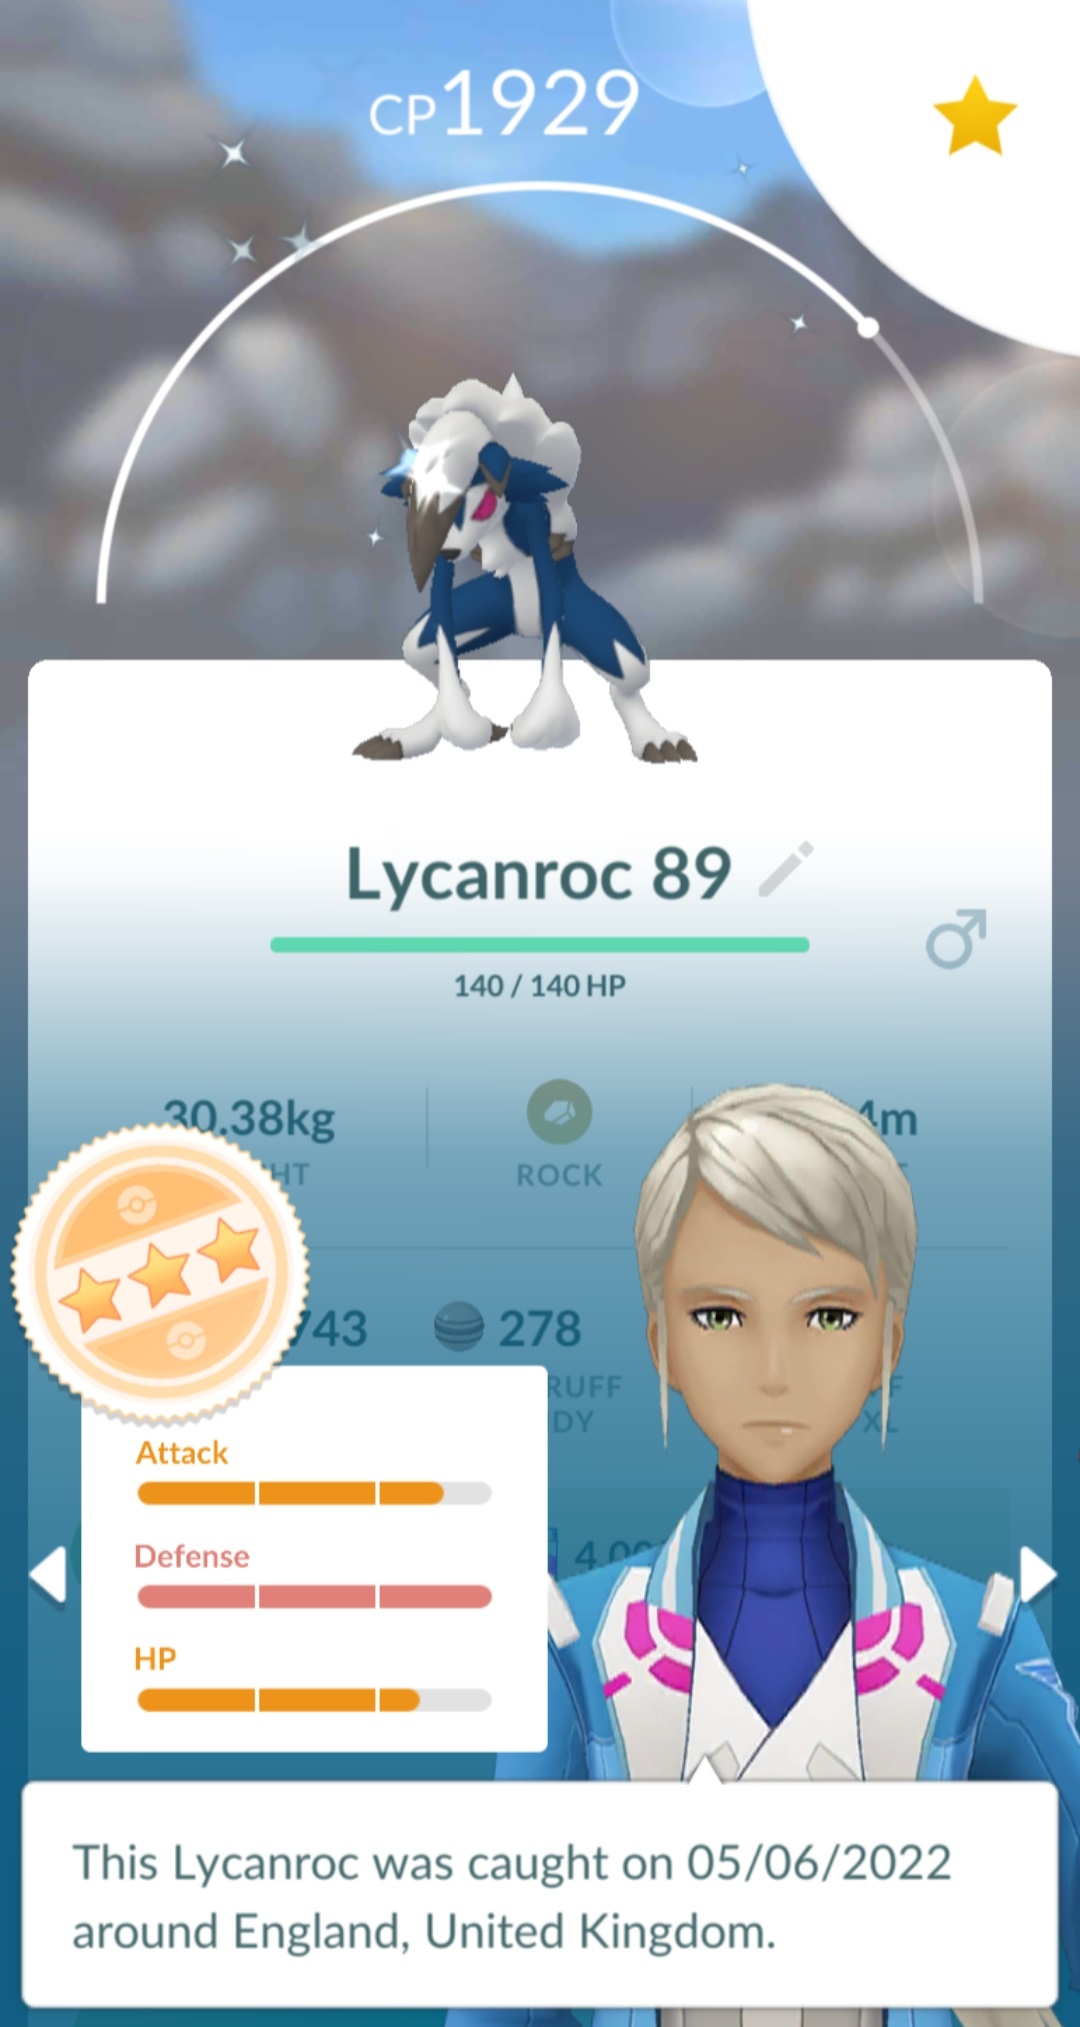 CP1929
Lycanroc 89
140 / 140 HP
30.38kg
ROCK
278
Attack
Defense
HP
This Lycanroc was caught on 05/06/2022
around England, United Kingdom.